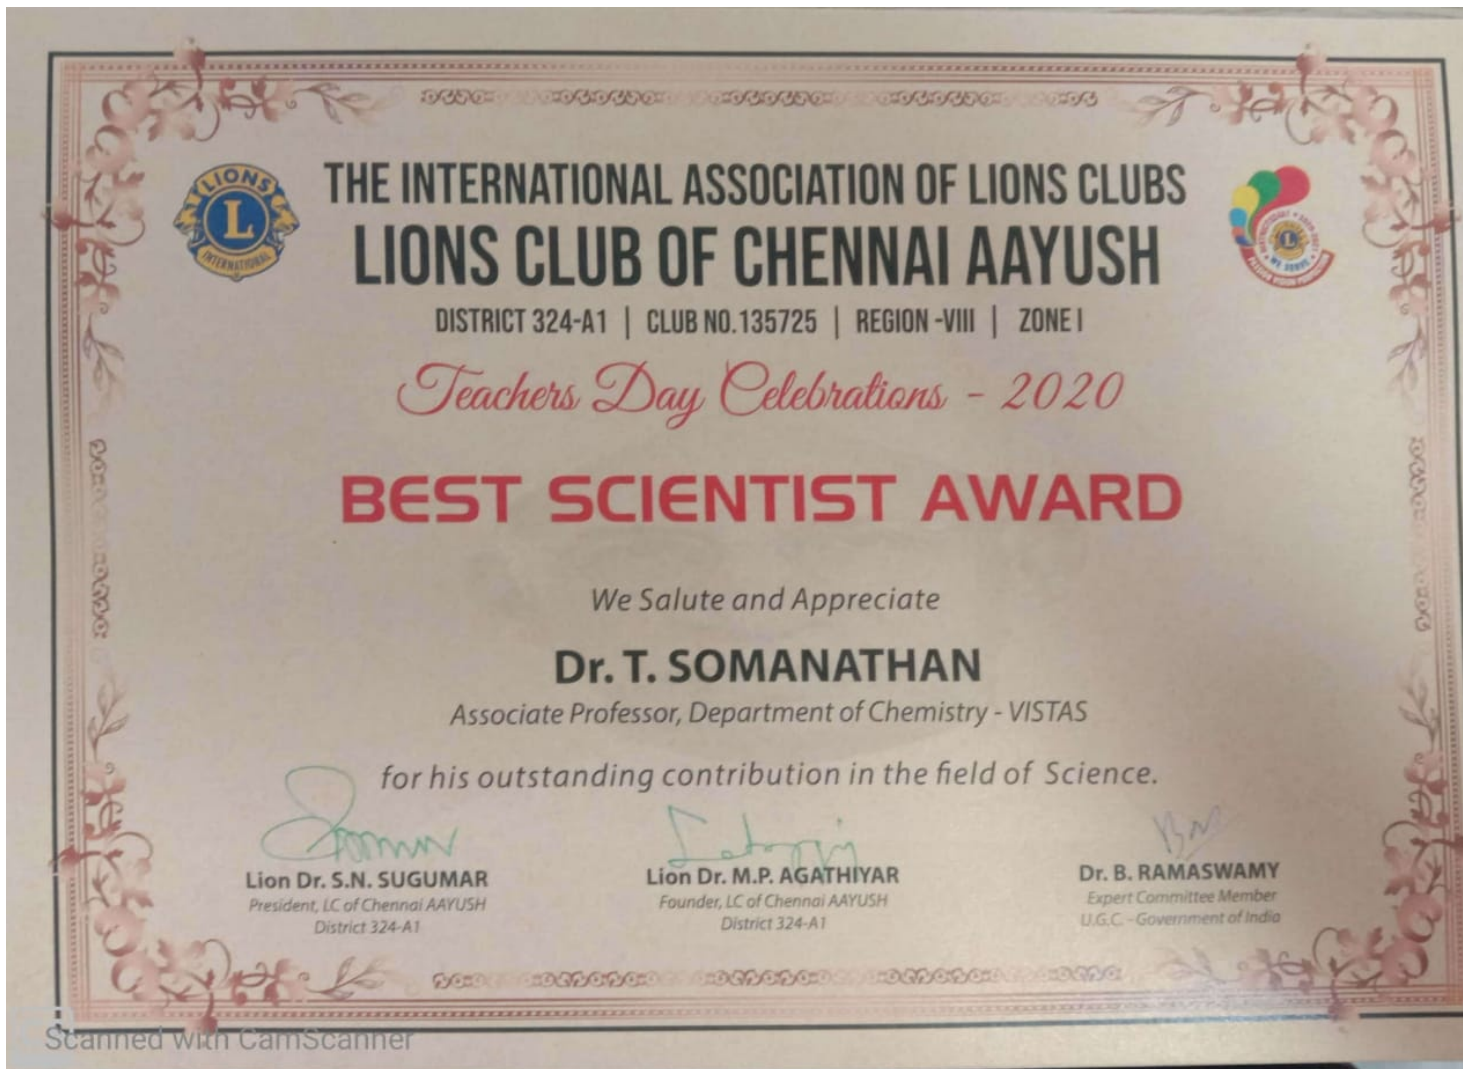 LIONS
L
INTERNATIONAL
THE INTERNATIONAL ASSOCIATION OF LIONS CLUBS
LIONS CLUB OF CHENNAI AAYUSH
DISTRICT 324-A1 | CLUB NO.135725 | REGION -VIII | ZONE I
L
WE SERVE
Teachers Day Celebrations - 2020
BEST SCIENTIST AWARD
We Salute and Appreciate
Dr. T. SOMANATHAN
Associate Professor, Department of Chemistry - VISTAS
for his outstanding contribution in the field of Science.
Lion Dr. S.N. SUGUMAR
President, LC of Chennai AAYUSH
District 324-A1
Lion Dr. M.P. AGATHIYAR
Founder, LC of Chennai AAYUSH
District 324-A1
Dr. B. RAMASWAMY
Expert Committee Member
U.G.C. - Government of India
Scanned with CamScanner